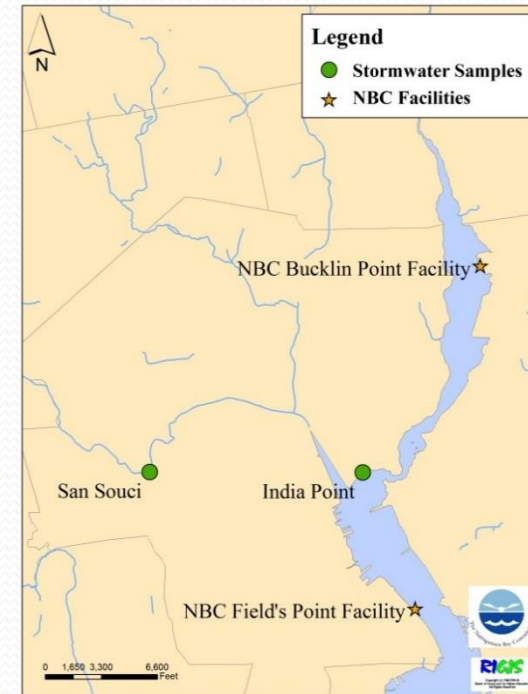 N
Legend
Stormwater Samples
NBC Facilities
NBC Bucklin Point Facility
San Souci
India Point
NBC Field's Point Facility
0 1,650 3,300 6,600
Feet
RIGIS